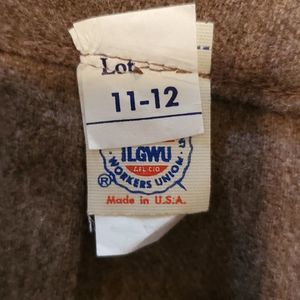 Lot
11-12
ILGWU
AFL-CIO
WORKERS UNION
®
Made in U.S.A.